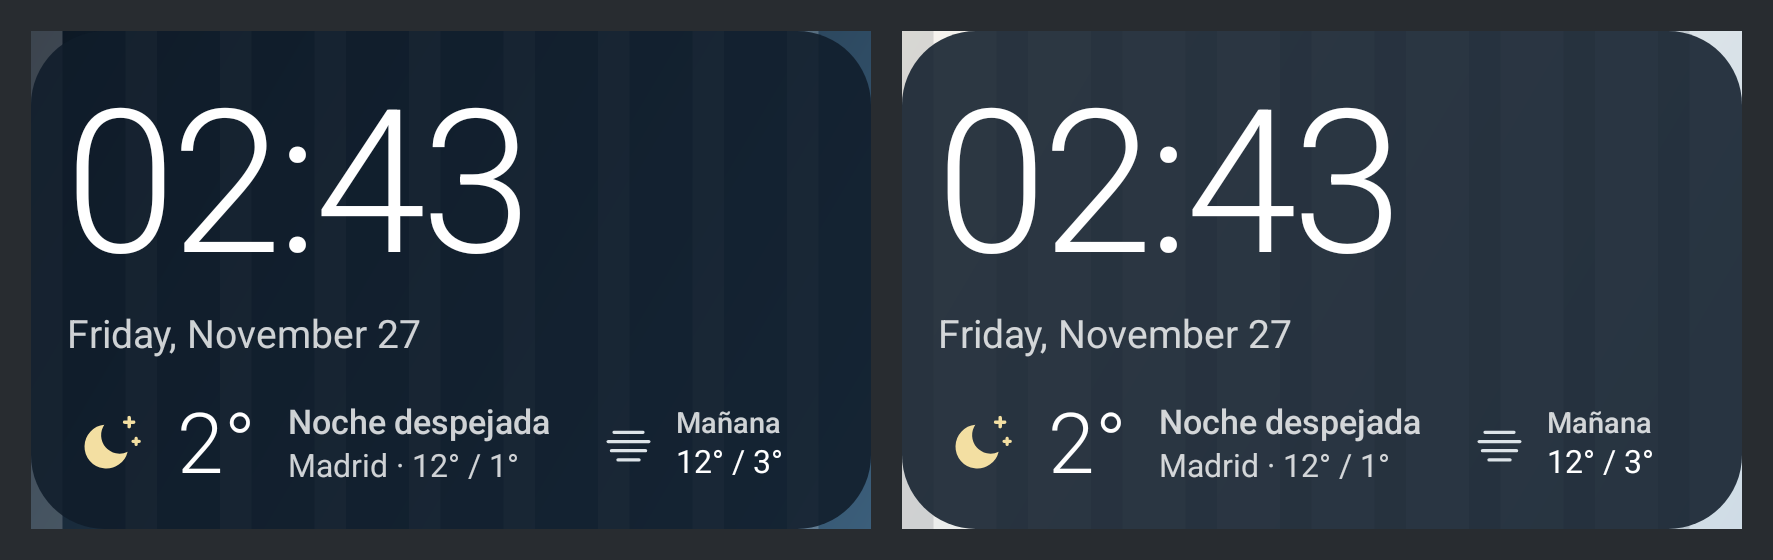 02:43
Friday, November 27
2°
Noche despejada
Madrid · 12° / 1°
Mañana
12° / 3°
02:43
Friday, November 27
2°
Noche despejada
Madrid · 12° / 1°
Mañana
12° / 3°